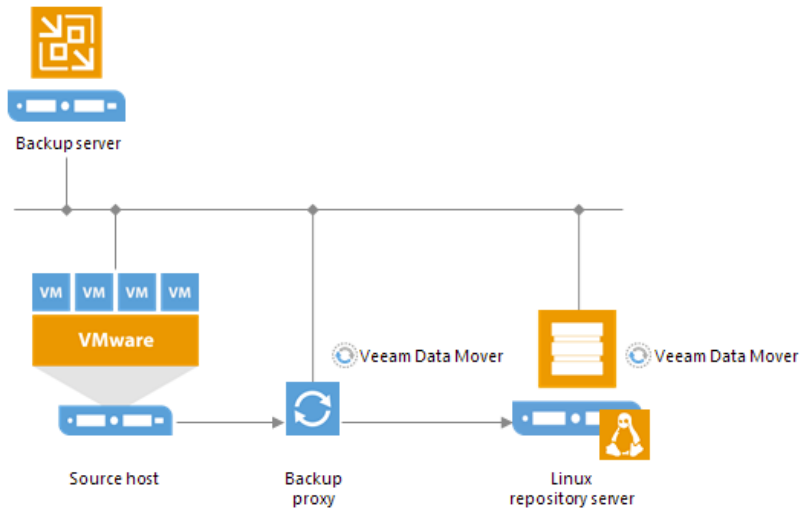 Backup server
VM VM VM VM
VMware
Veeam Data Mover
Veeam Data Mover
Source host
Backup
proxy
Linux
repository server